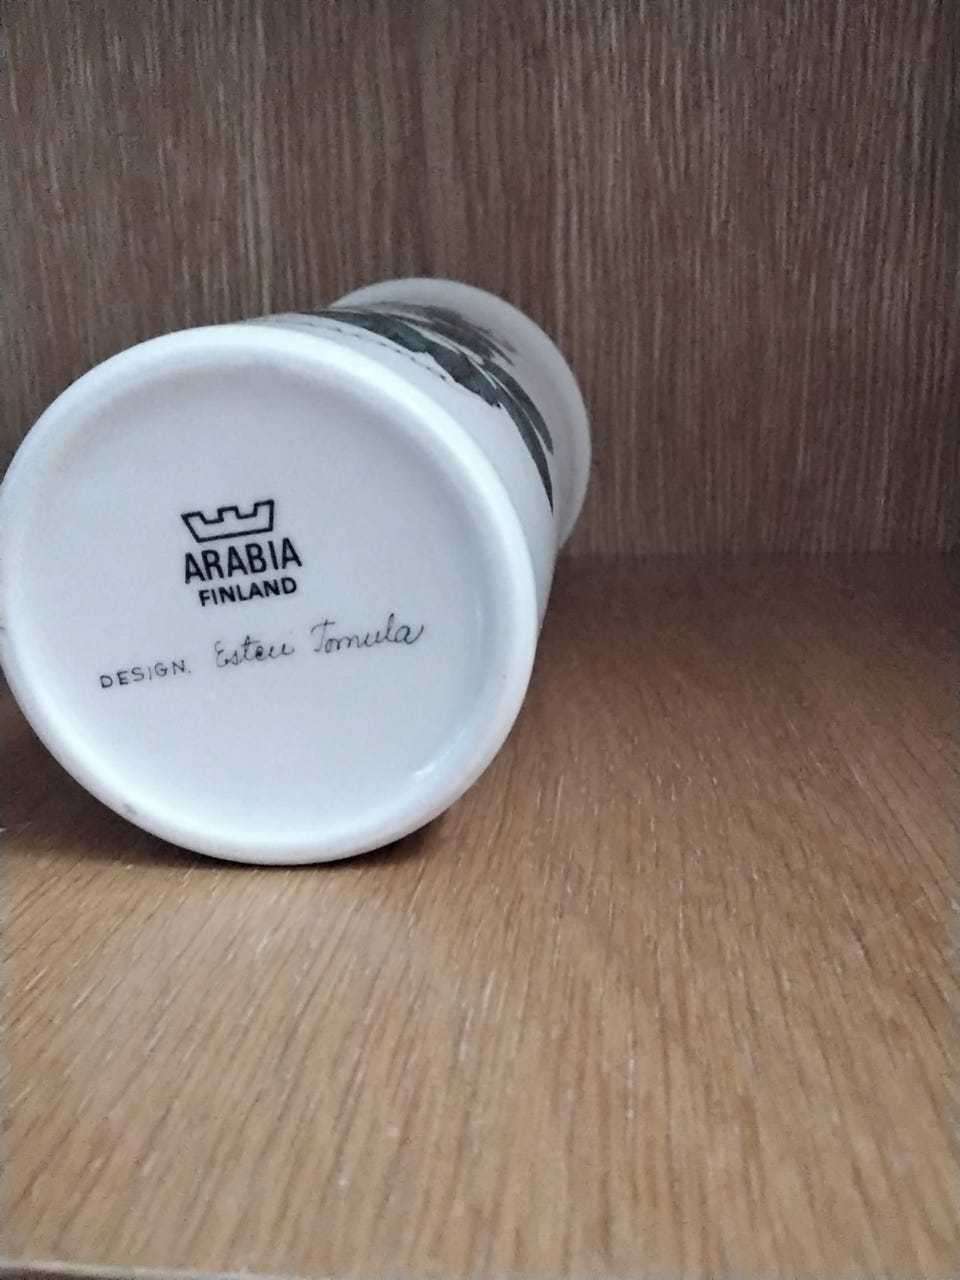 ARABIA
FINLAND
DESIGN. Esteri Tomula